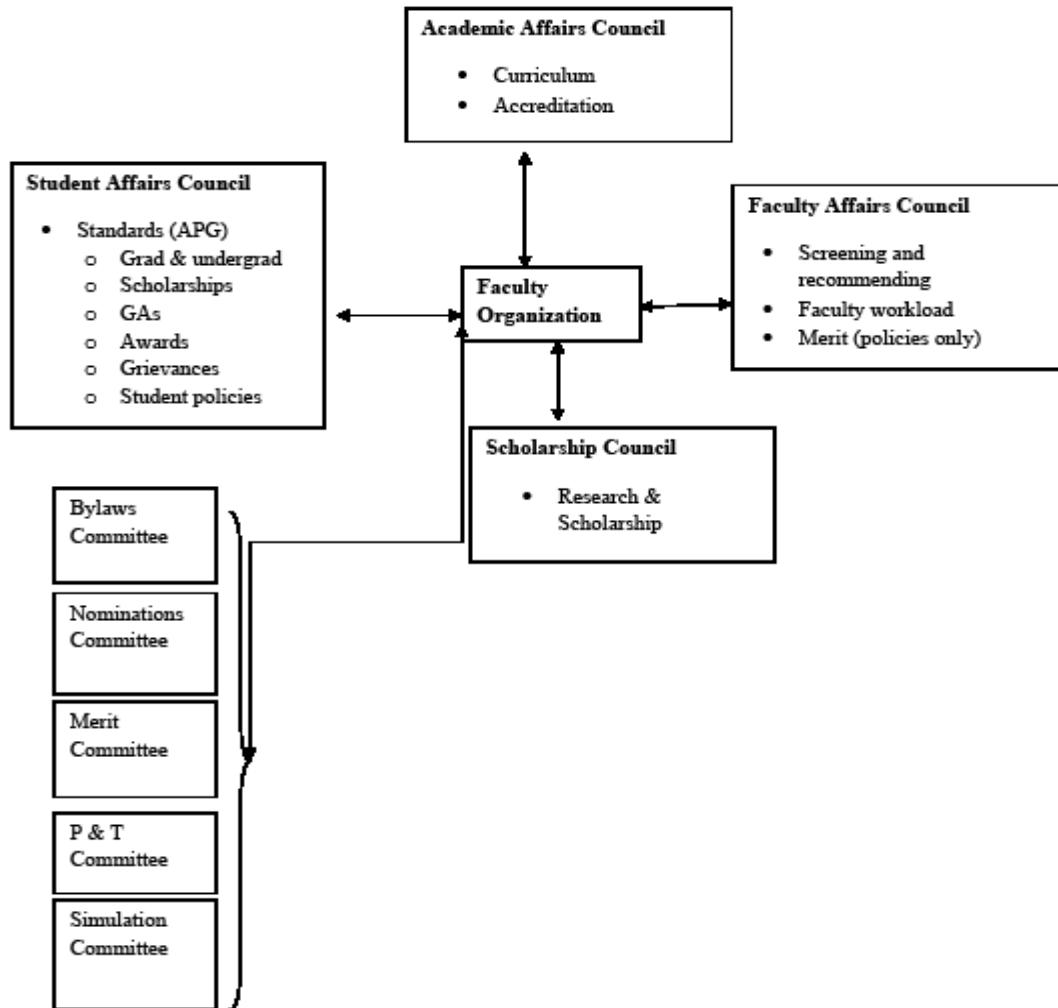 Academic Affairs Council
• Curriculum
• Accreditation
Student Affairs Council
• Standards (APG)
o Grad & undergrad
o Scholarships
o GAs
o Awards
o Grievances
o Student policies
Faculty Affairs Council
• Screening and
recommending
• Faculty workload
• Merit (policies only)
Faculty
Organization
Scholarship Council
• Research &
Scholarship
Bylaws
Committee
Nominations
Committee
Merit
Committee
P & T
Committee
Simulation
Committee